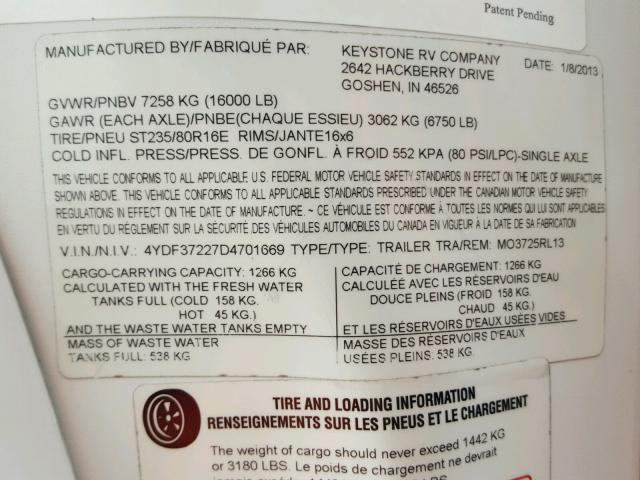 Patent Pending
MANUFACTURED BY/FABRIQUÉ PAR: KEYSTONE RV COMPANY DATE: 1/8/2013
2642 HACKBERRY DRIVE
GOSHEN, IN 46526
GVWR/PNBV 7258 KG (16000 LB)
GAWR (EACH AXLE)/PNBE(CHAQUE ESSIEU) 3062 KG (6750 LB)
TIRE/PNEU ST235/80R16E RIMS/JANTE16x6
COLD INFL. PRESS/PRESS. DE GONFL. À FROID 552 KPA (80 PSI/LPC)-SINGLE AXLE
THIS VEHICLE CONFORMS TO ALL APPLICABLE U.S. FEDERAL MOTOR VEHICLE SAFETY STANDARDS IN EFFECT ON THE DATE OF MANUFACTURE
SHOWN ABOVE. THIS VEHICLE CONFORMS TO ALL APPLICABLE STANDARDS PRESCRIBED UNDER THE CANADIAN MOTOR VEHICLE SAFETY
REGULATIONS IN EFFECT ON THE DATE OF MANUFACTURE. ~ CE VÉHICULE EST CONFORME À TOUTES LES NORMES QUI LUI SONT APPLICABLES
EN VERTU DU RÉGLEMENT SUR LA SÉCURITÉ DES VÉHICULES AUTOMOBILES DU CANADA EN VIGUEUR À LA DATE DE SA FABRICATION
V.I.N./N.I.V.: 4YDF37227D4701669 TYPE/TYPE: TRAILER TRA/REM: MO3725RL13
CARGO-CARRYING CAPACITY: 1266 KG
CALCULATED WITH THE FRESH WATER
TANKS FULL (COLD 158 KG.
HOT 45 KG.)
AND THE WASTE WATER TANKS EMPTY
MASS OF WASTE WATER
TANKS FULL: 538 KG
CAPACITÉ DE CHARGEMENT: 1266 KG
CALCULÉE AVEC LES RÉSERVOIRS D'EAU
DOUCE PLEINS (FROID 158 KG.
CHAUD 45 KG.)
ET LES RÉSERVOIRS D'EAUX USÉES VIDES
MASSE DES RÉSERVOIRS D'EAUX
USÉES PLEINS: 538 KG.
TIRE AND LOADING INFORMATION
RENSEIGNEMENTS SUR LES PNEUS ET LE CHARGEMENT
The weight of cargo should never exceed 1442 KG
or 3180 LBS. Le poids de chargement ne devrait